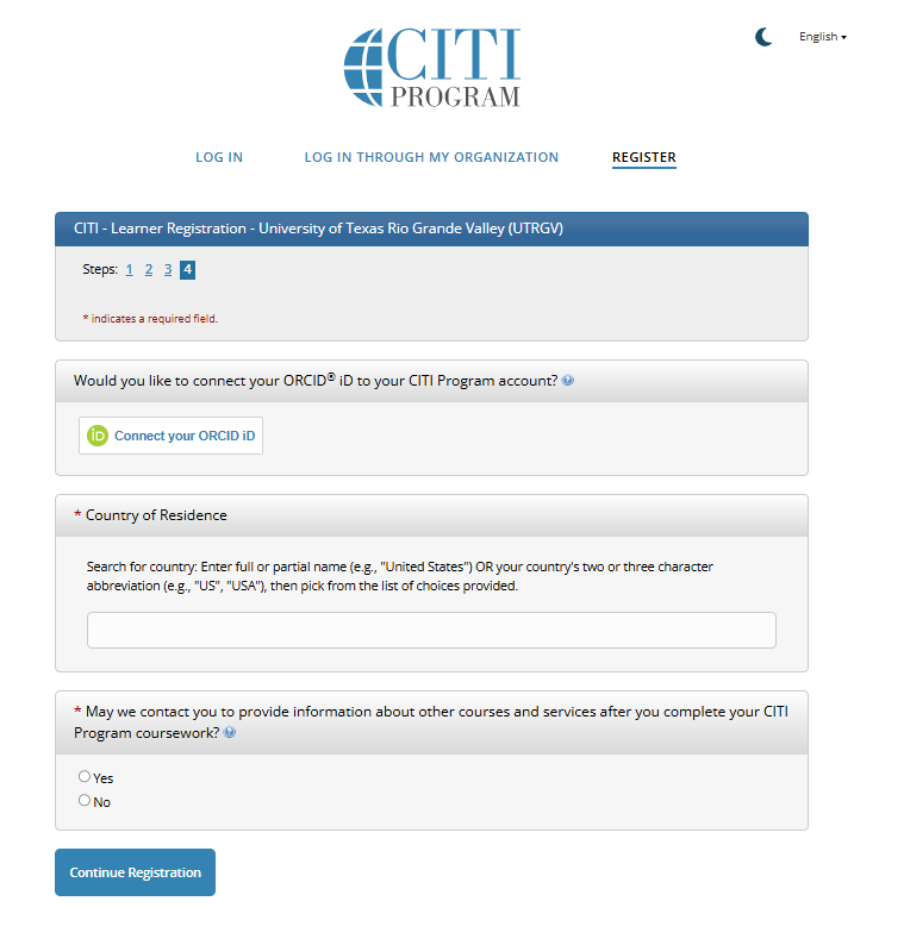 CITI
PROGRAM
English
LOG IN
LOG IN THROUGH MY ORGANIZATION
REGISTER
CITI - Learner Registration - University of Texas Rio Grande Valley (UTRGV)
Steps: 1 2 3 4
* indicates a required field.
Would you like to connect your ORCID® iD to your CITI Program account?
iD Connect your ORCID iD
* Country of Residence
Search for country: Enter full or partial name (e.g., "United States") OR your country's two or three character
abbreviation (e.g., "US", "USA"), then pick from the list of choices provided.
* May we contact you to provide information about other courses and services after you complete your CITI
Program coursework?
Yes
No
Continue Registration